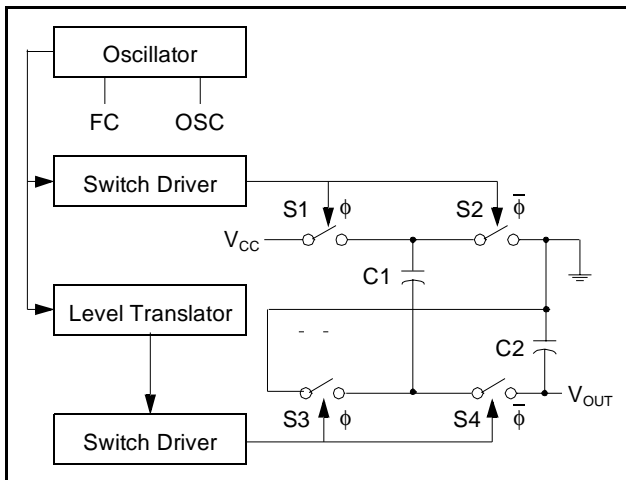 Oscillator
FC OSC
Switch Driver
S1 ϕ S2 ϕ̅
VCC
C1
Level Translator
C2
VOUT
S3 ϕ S4 ϕ̅
Switch Driver